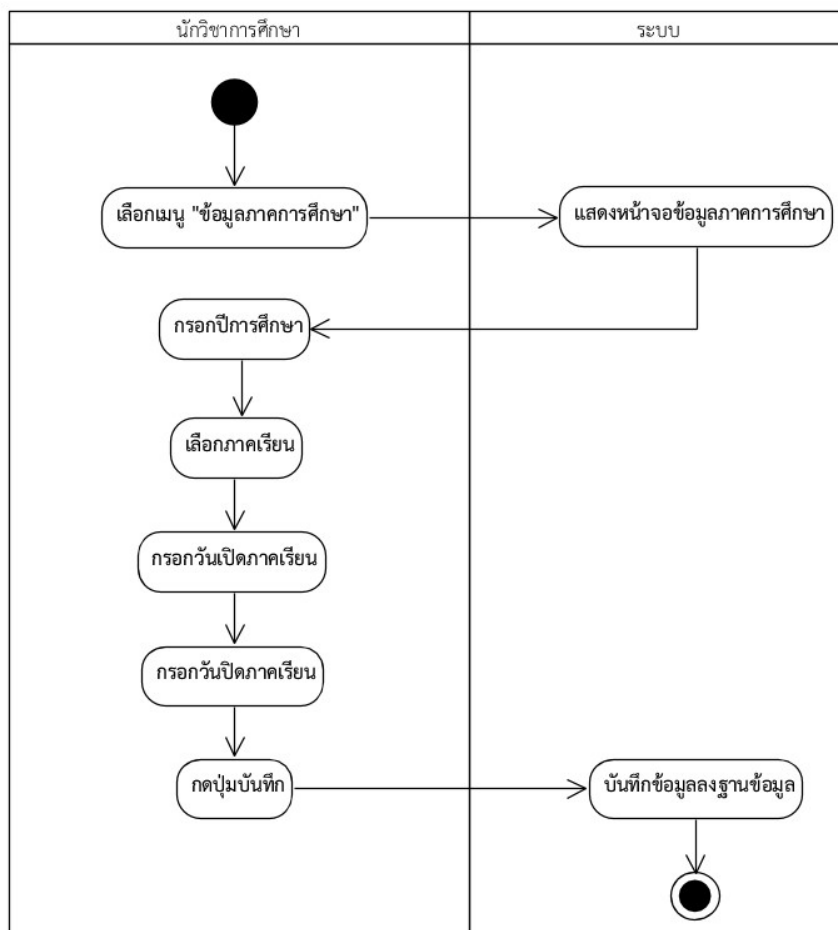 นักวิชาการศึกษา
ระบบ
เลือกเมนู "ข้อมูลภาคการศึกษา"
แสดงหน้าจอข้อมูลภาคการศึกษา
กรอกปีการศึกษา
เลือกภาคเรียน
กรอกวันเปิดภาคเรียน
กรอกวันปิดภาคเรียน
กดปุ่มบันทึก
บันทึกข้อมูลลงฐานข้อมูล